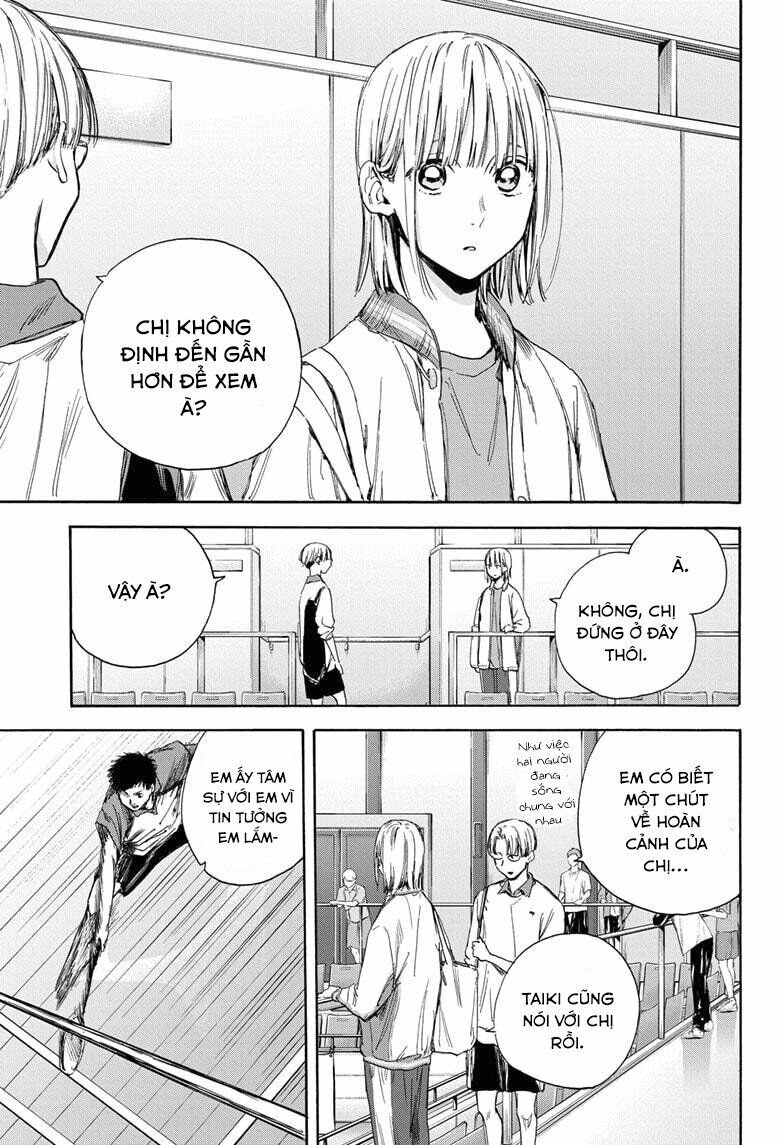 CHỊ KHÔNG
ĐỊNH ĐẾN GẦN
HƠN ĐỂ XEM
À?
À.
KHÔNG, CHỊ
ĐỨNG Ở ĐÂY
THÔI.
VẬY À?
EM CÓ BIẾT
MỘT CHÚT
VỀ HOÀN
CẢNH CỦA
CHỊ...
Như việc
hai người
đang
sống
chung với
nhau
TAIKI CŨNG
NÓI VỚI CHỊ
RỒI.
EM ẤY TÂM
SỰ VỚI EM VÌ
TIN TƯỞNG
EM LẮM-